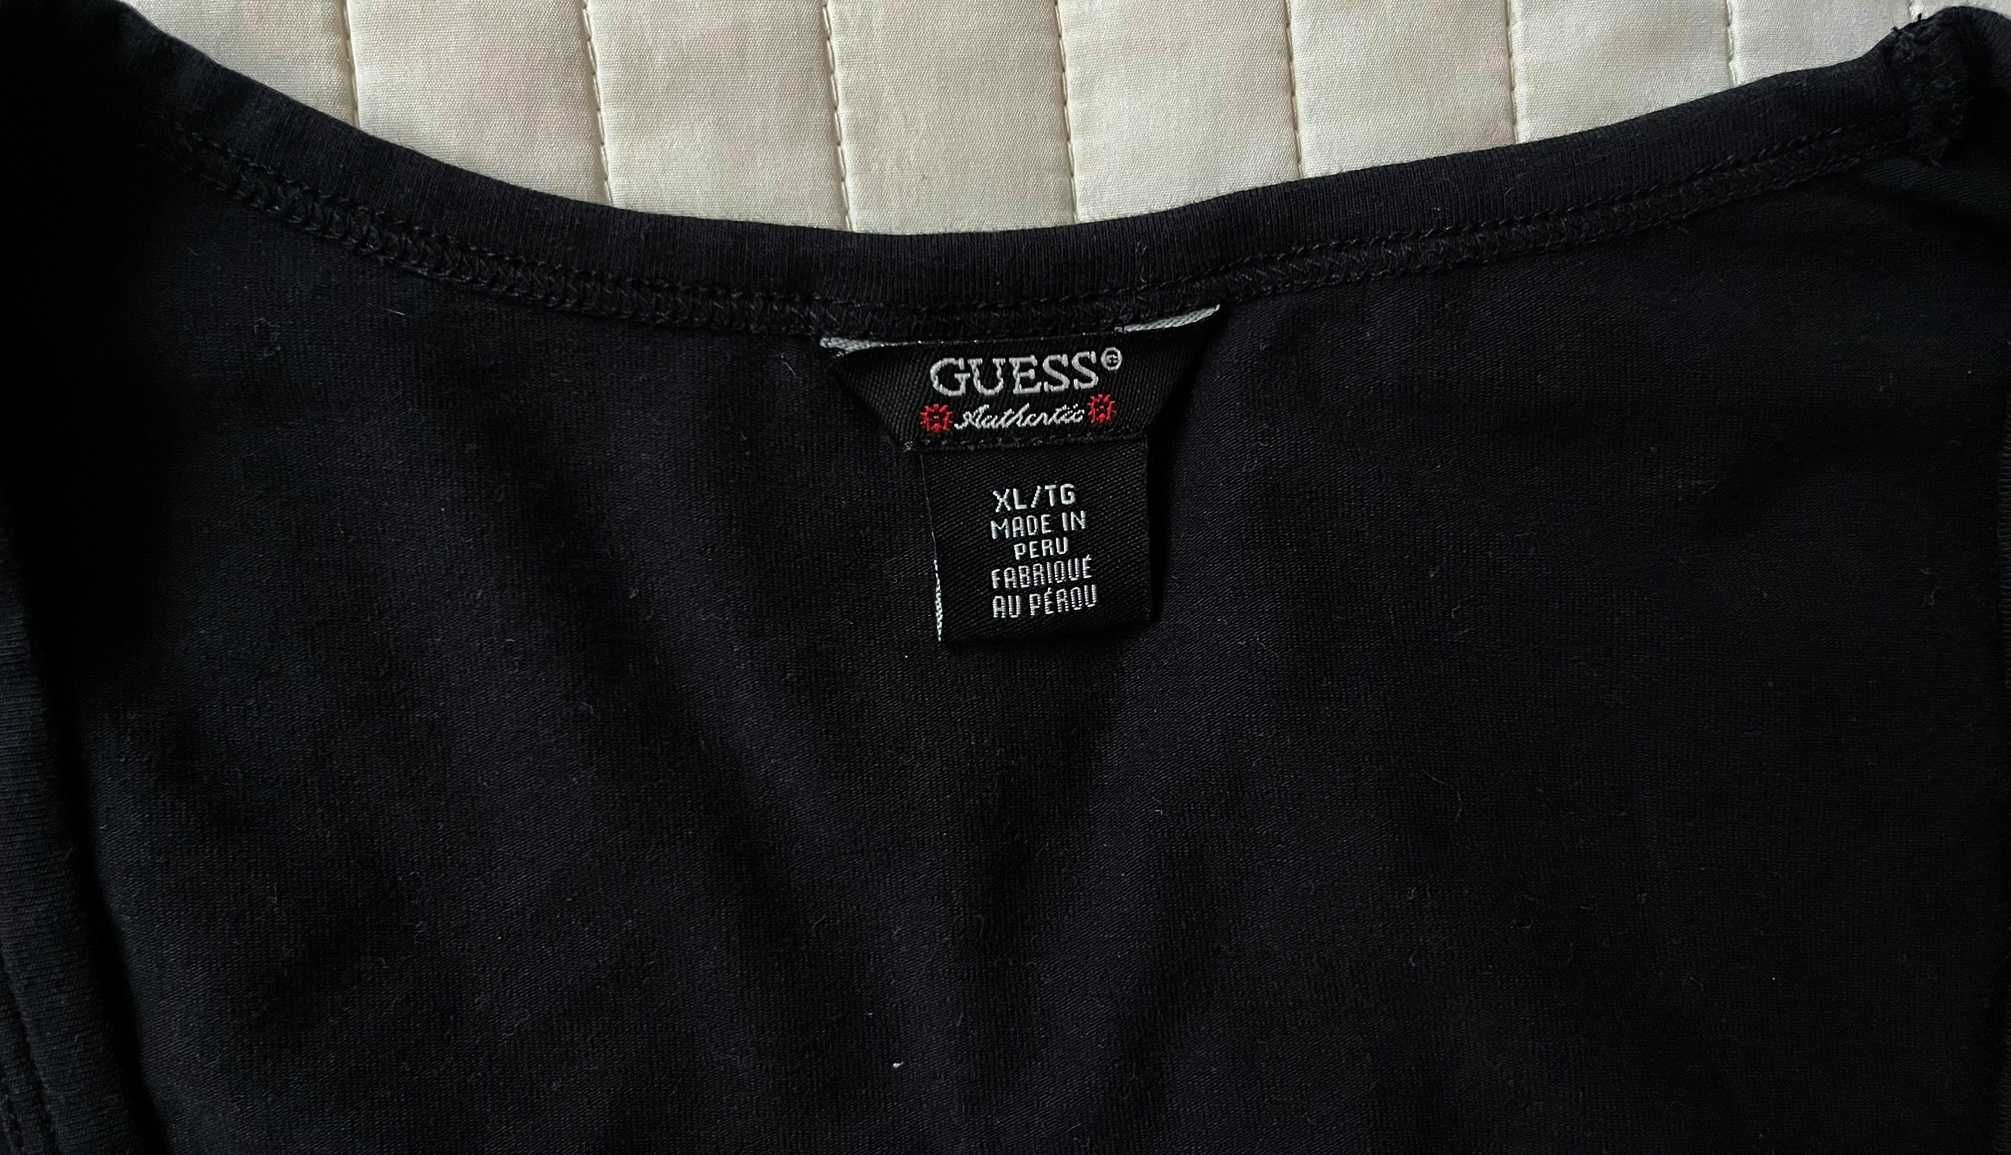 GUESS®
Authentic
XL/TG
MADE IN
PERU
FABRIQUÉ
AU PÉROU